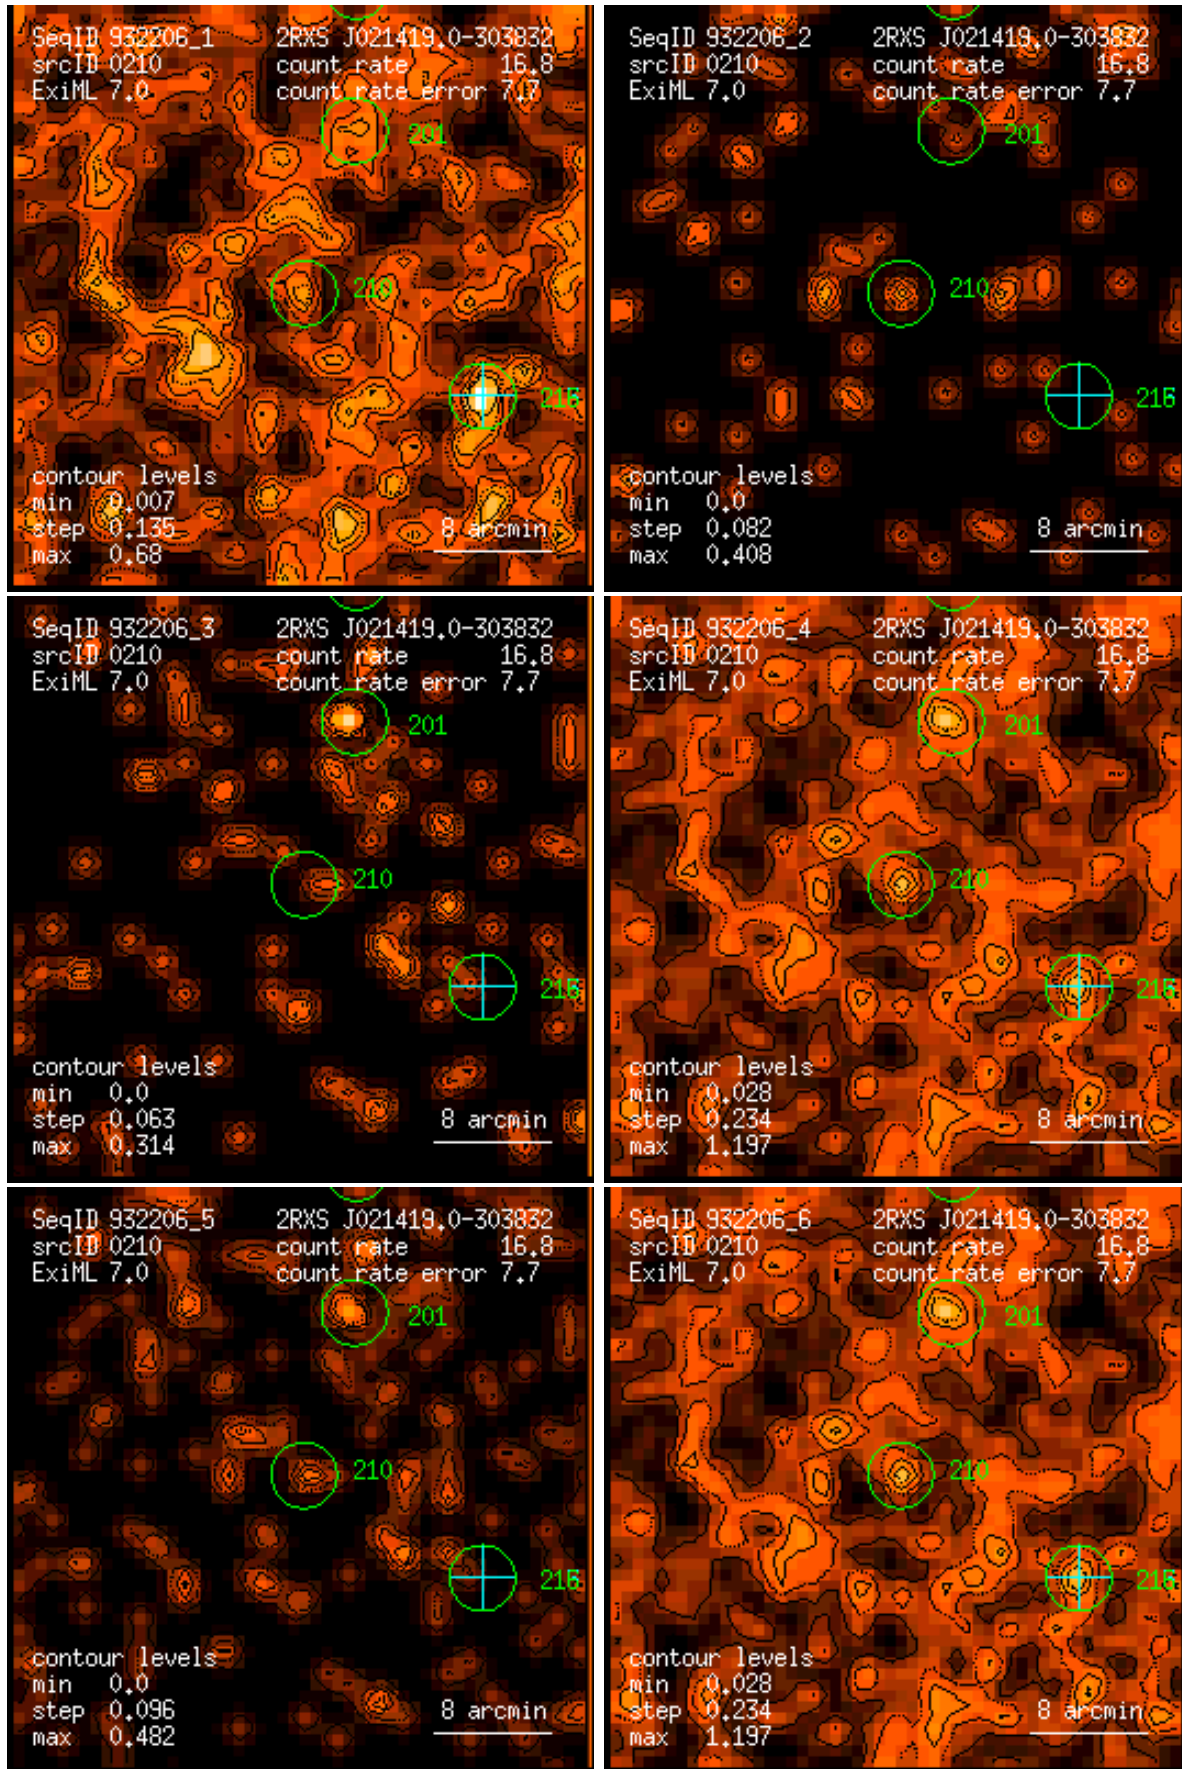 SeqID 932206_1 2RXS J021419.0-303832
srcID 0210 count rate 16.8
ExiML 7.0 count rate error 7.7
201
210
216
contour levels
min 0.007
step 0.135
max 0.68
8 arcmin
SeqID 932206_2 2RXS J021419.0-303832
srcID 0210 count rate 16.8
ExiML 7.0 count rate error 7.7
201
210
contour levels
min 0.0
step 0.082
max 0.408
8 arcmin
SeqID 932206_3 2RXS J021419.0-303832
srcID 0210 count rate 16.8
ExiML 7.0 count rate error 7.7
201
210
contour levels
min 0.0
step 0.063
max 0.314
8 arcmin
SeqID 932206_4 2RXS J021419.0-303832
srcID 0210 count rate 16.8
ExiML 7.0 count rate error 7.7
201
210
contour levels
min 0.028
step 0.234
max 1.197
8 arcmin
SeqID 932206_5 2RXS J021419.0-303832
srcID 0210 count rate 16.8
ExiML 7.0 count rate error 7.7
201
210
contour levels
min 0.0
step 0.096
max 0.482
8 arcmin
SeqID 932206_6 2RXS J021419.0-303832
srcID 0210 count rate 16.8
ExiML 7.0 count rate error 7.7
201
210
contour levels
min 0.028
step 0.234
max 1.197
8 arcmin